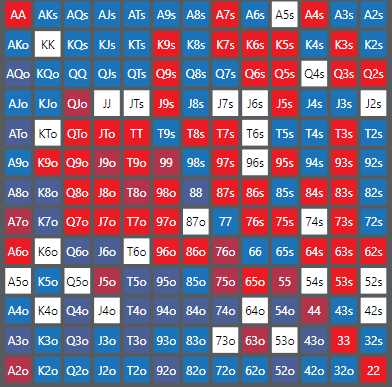 AA AKs AQs AJs ATs A9s A8s A7s A6s A5s A4s A3s A2s
AKo KK KQs KJs KTs K9s K8s K7s K6s K5s K4s K3s K2s
AQo KQo QQ QJs QTs Q9s Q8s Q7s Q6s Q5s Q4s Q3s Q2s
AJo KJo QJo JJ JTs J9s J8s J7s J6s J5s J4s J3s J2s
ATo KTo QTo JTo TT T9s T8s T7s T6s T5s T4s T3s T2s
A9o K9o Q9o J9o T9o 99 98s 97s 96s 95s 94s 93s 92s
A8o K8o Q8o J8o T8o 98o 88 87s 86s 85s 84s 83s 82s
A7o K7o Q7o J7o T7o 97o 87o 77 76s 75s 74s 73s 72s
A6o K6o Q6o J6o T6o 96o 86o 76o 66 65s 64s 63s 62s
A5o K5o Q5o J5o T5o 95o 85o 75o 65o 55 54s 53s 52s
A4o K4o Q4o J4o T4o 94o 84o 74o 64o 54o 44 43s 42s
A3o K3o Q3o J3o T3o 93o 83o 73o 63o 53o 43o 33 32s
A2o K2o Q2o J2o T2o 92o 82o 72o 62o 52o 42o 32o 22